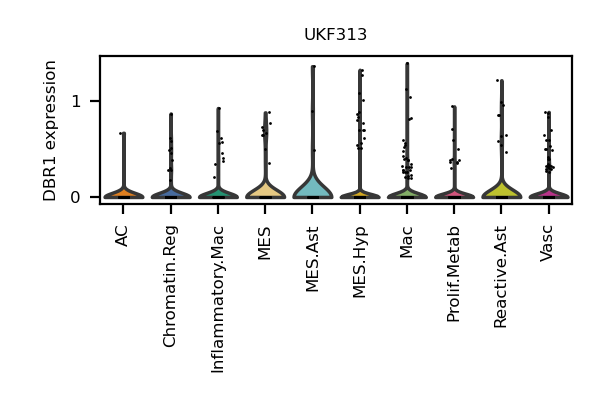 UKF313
DBR1 expression
1
0
AC
Chromatin.Reg
Inflammatory.Mac
MES
MES.Ast
MES.Hyp
Mac
Prolif.Metab
Reactive.Ast
Vasc